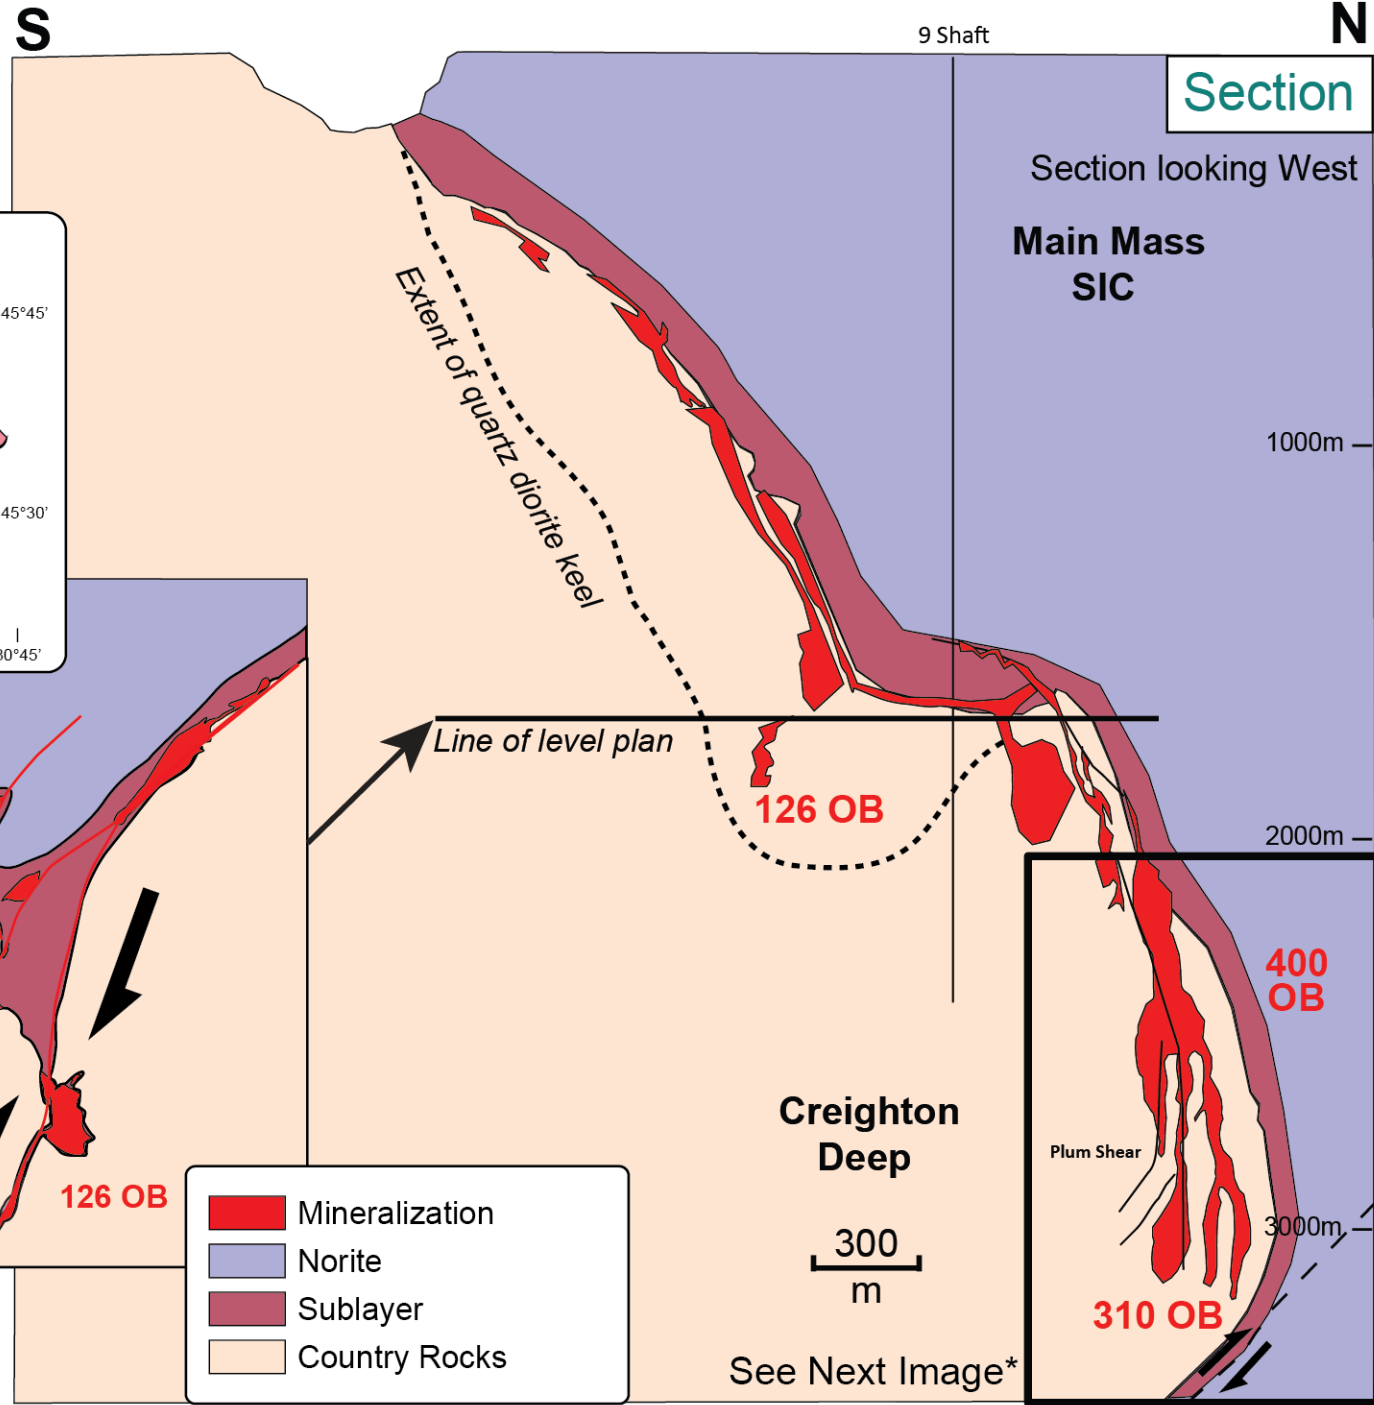 S
9 Shaft
N
Section
Section looking West
Main Mass
SIC
45°45'
Extent of quartz diorite keel
1000m
45°30'
80°45'
Line of level plan
126 OB
2000m
400
OB
Creighton
Deep
Plum Shear
126 OB
3000m
300
m
310 OB
See Next Image*
Mineralization
Norite
Sublayer
Country Rocks